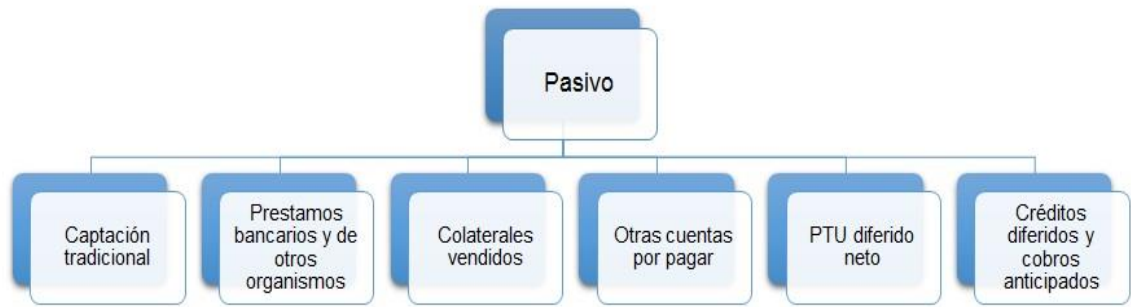 Pasivo
Captación
tradicional
Prestamos
bancarios y de
otros
organismos
Colaterales
vendidos
Otras cuentas
por pagar
PTU diferido
neto
Créditos
diferidos y
cobros
anticipados